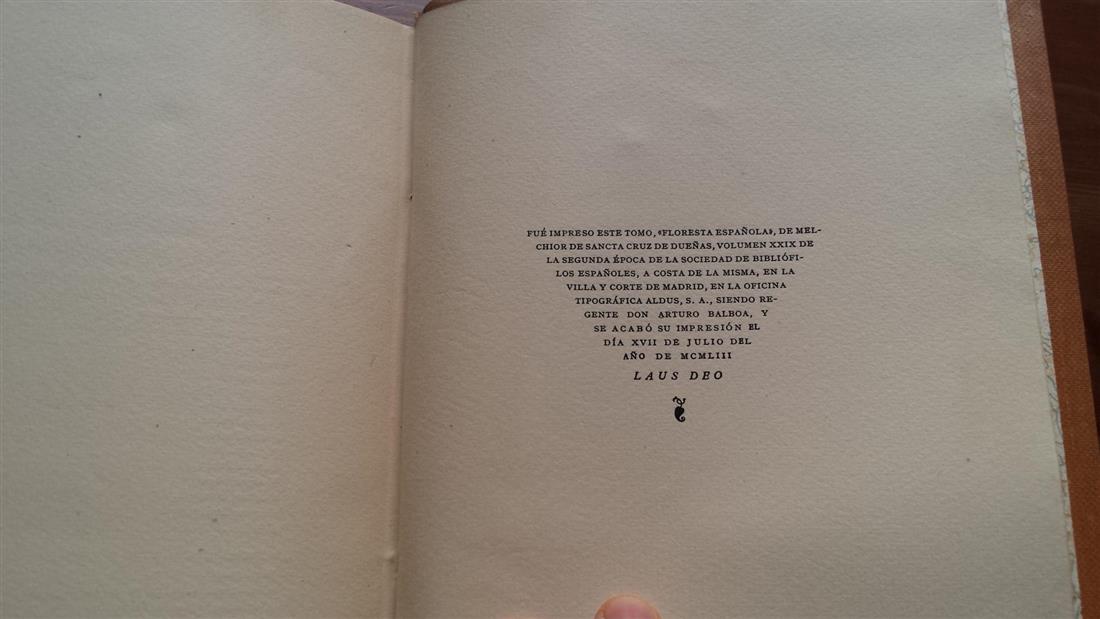 FUÉ IMPRESO ESTE TOMO, «FLORESTA ESPAÑOLA», DE MEL-
CHIOR DE SANCTA CRUZ DE DUEÑAS, VOLUMEN XXIX DE
LA SEGUNDA ÉPOCA DE LA SOCIEDAD DE BIBLIÓFI-
LOS ESPAÑOLES, A COSTA DE LA MISMA, EN LA
VILLA Y CORTE DE MADRID, EN LA OFICINA
TIPOGRÁFICA ALDUS, S. A., SIENDO RE-
GENTE DON ARTURO BALBOA, Y
SE ACABÓ SU IMPRESIÓN EL
DÍA XVII DE JULIO DEL
AÑO DE MCMLIII
LAUS DEO